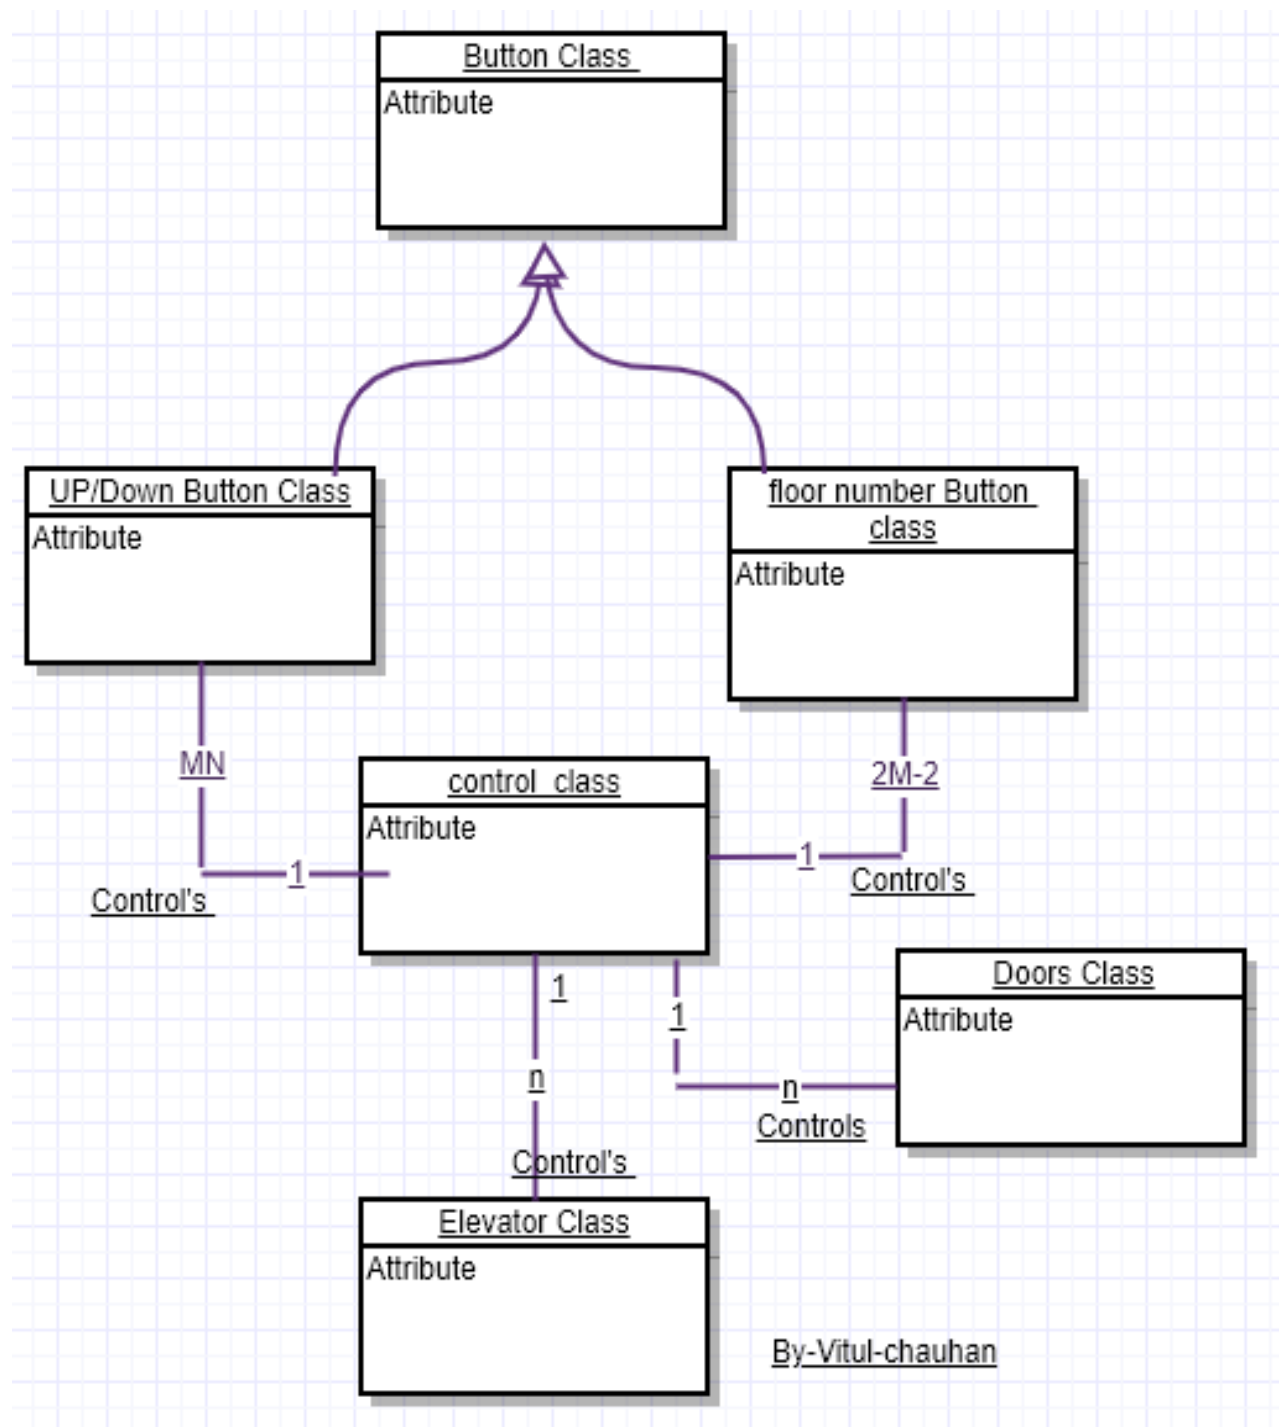 Button Class
Attribute
UP/Down Button Class
Attribute
floor number Button
class
Attribute
MN
2M-2
control class
Attribute
1
1
Control's
Control's
1
1
Doors Class
Attribute
n
n
Controls
Control's
Elevator Class
Attribute
By-Vitul-chauhan